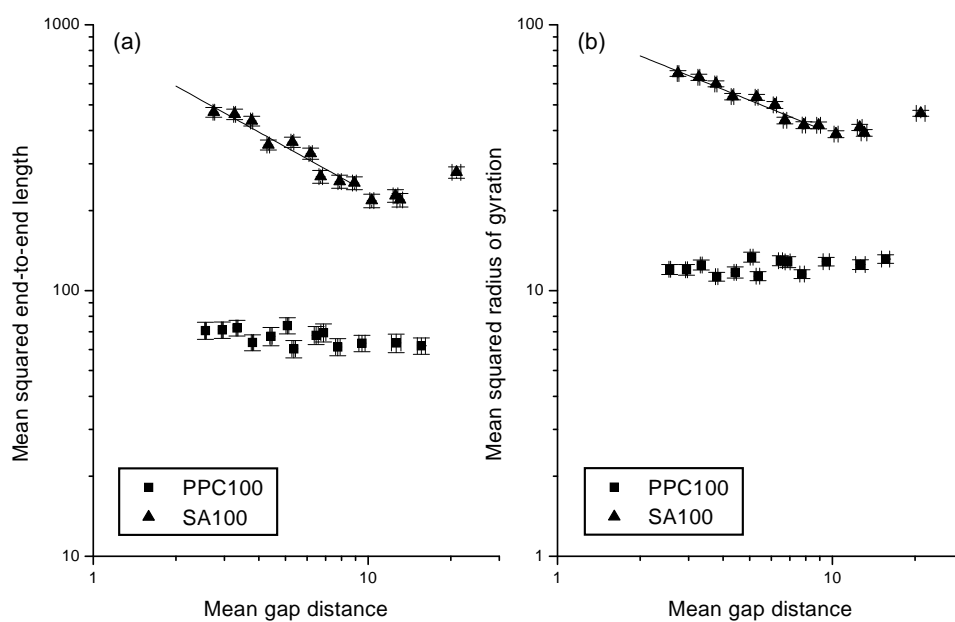 (a)
1000
100
10
1
10
Mean squared end-to-end length
Mean gap distance
PPC100
SA100
(b)
100
10
1
1
10
Mean squared radius of gyration
Mean gap distance
PPC100
SA100